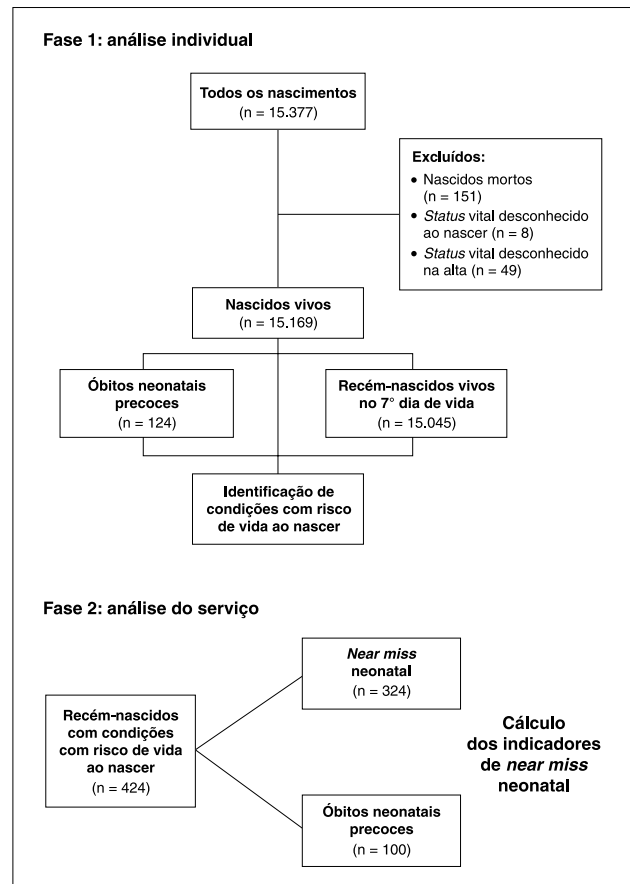 Fase 1: análise individual
Todos os nascimentos
(n = 15.377)
Excluídos:
• Nascidos mortos
(n = 151)
• Status vital desconhecido
ao nascer (n = 8)
• Status vital desconhecido
na alta (n = 49)
Nascidos vivos
(n = 15.169)
Óbitos neonatais
precoces
(n = 124)
Recém-nascidos vivos
no 7° dia de vida
(n = 15.045)
Identificação de
condições com risco
de vida ao nascer
Fase 2: análise do serviço
Near miss
neonatal
(n = 324)
Recém-nascidos
com condições
com risco de vida
ao nascer
(n = 424)
Cálculo
dos indicadores
de near miss
neonatal
Óbitos neonatais
precoces
(n = 100)